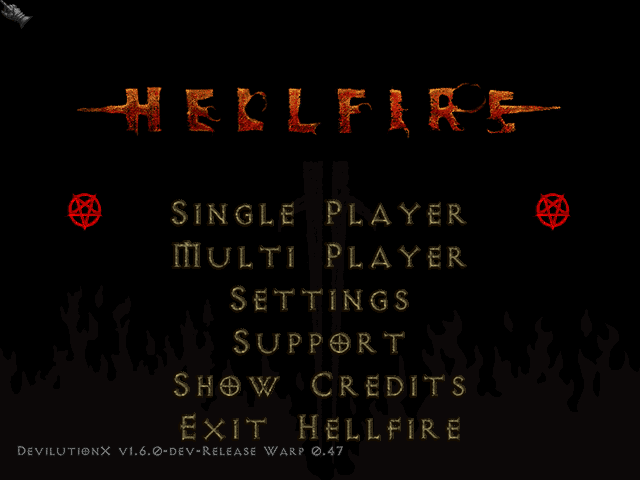 HELLFIRE
Single Player
Multi Player
Settings
Support
Show Credits
Exit Hellfire
DevilutionX v1.6.0-dev-Release Warp 0.47